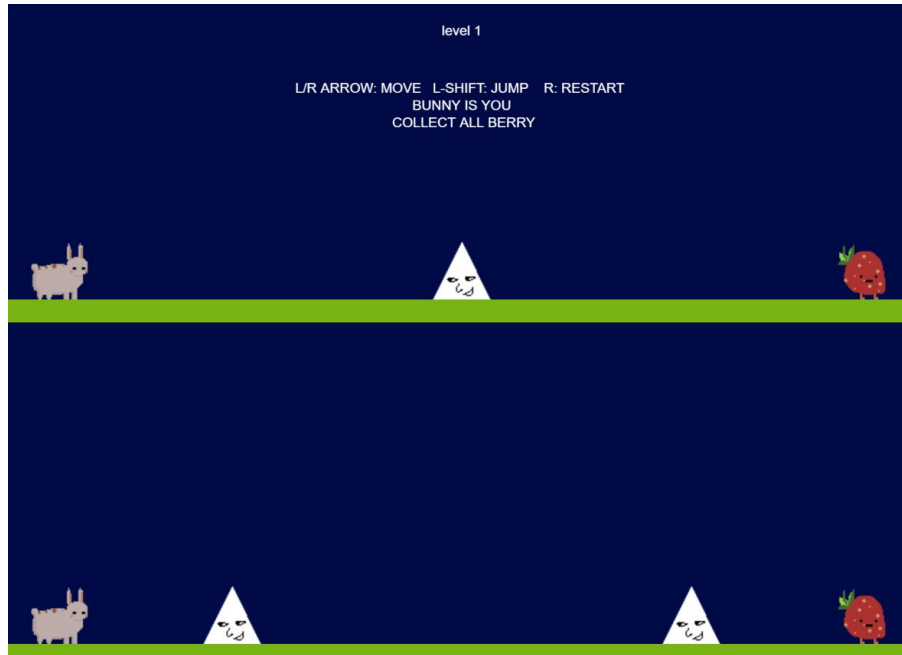 level 1
L/R ARROW: MOVE L-SHIFT: JUMP R: RESTART
BUNNY IS YOU
COLLECT ALL BERRY